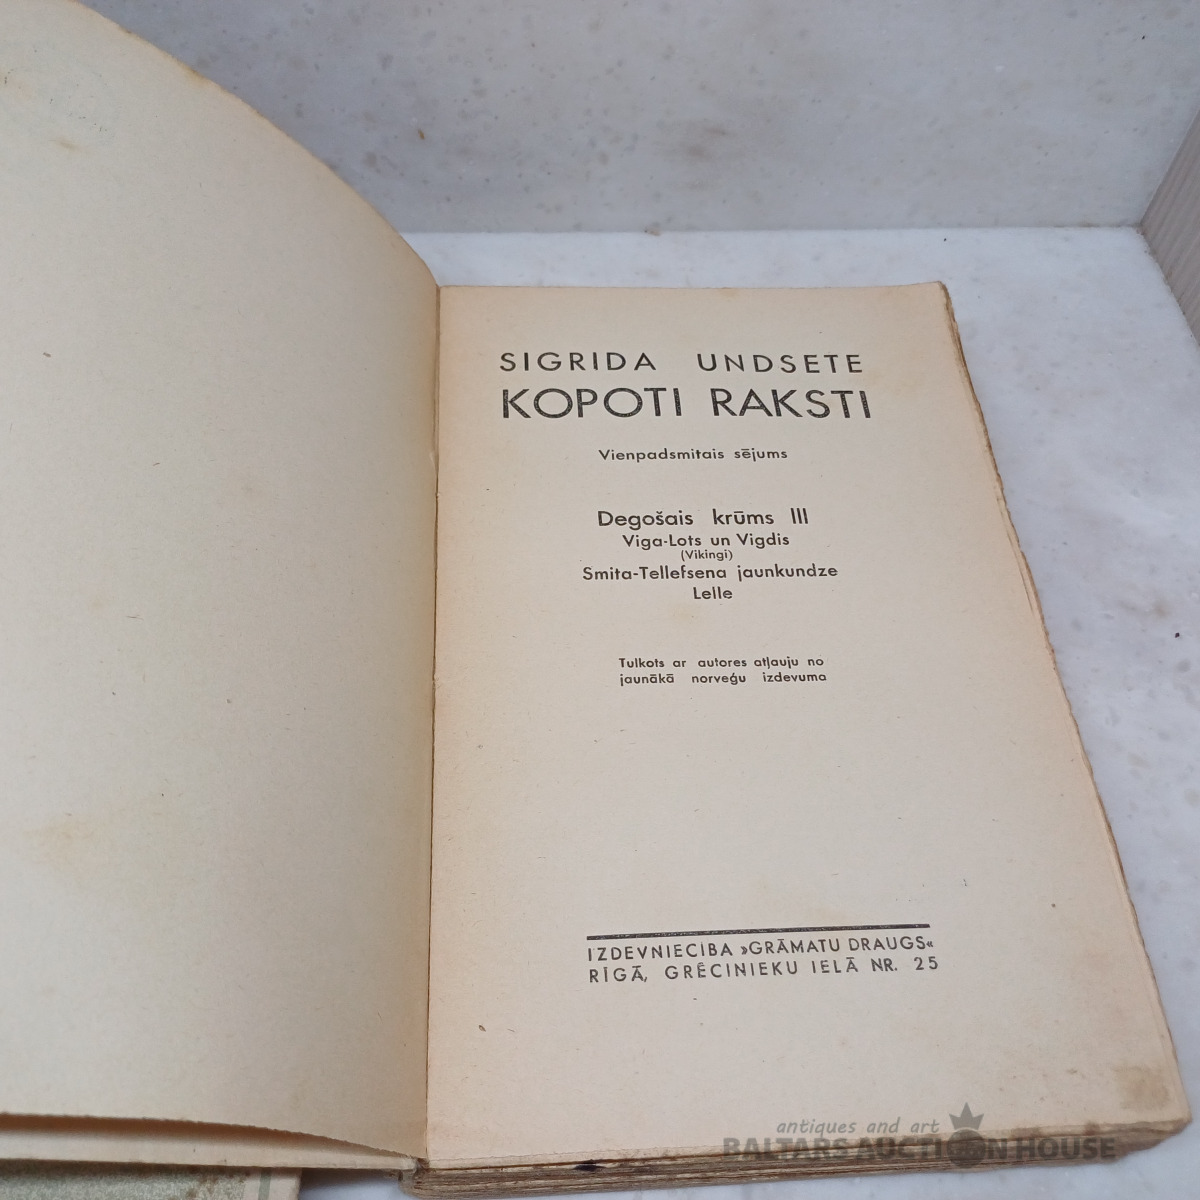 SIGRIDA UNDSETE
KOPOTI RAKSTI
Vienpadsmitais sējums
Degošais krūms III
Viga-Lots un Vigdis
(Vikingi)
Smita-Tellefsena jaunkundze
Lelle
Tulkots ar autores atļauju no
jaunākā norveģu izdevuma
IZDEVNIECIBA »GRĀMATU DRAUGS«
RĪGĀ, GRĒCINIEKU IELĀ NR. 25
antiques and art
BALTARS AUCTION HOUSE